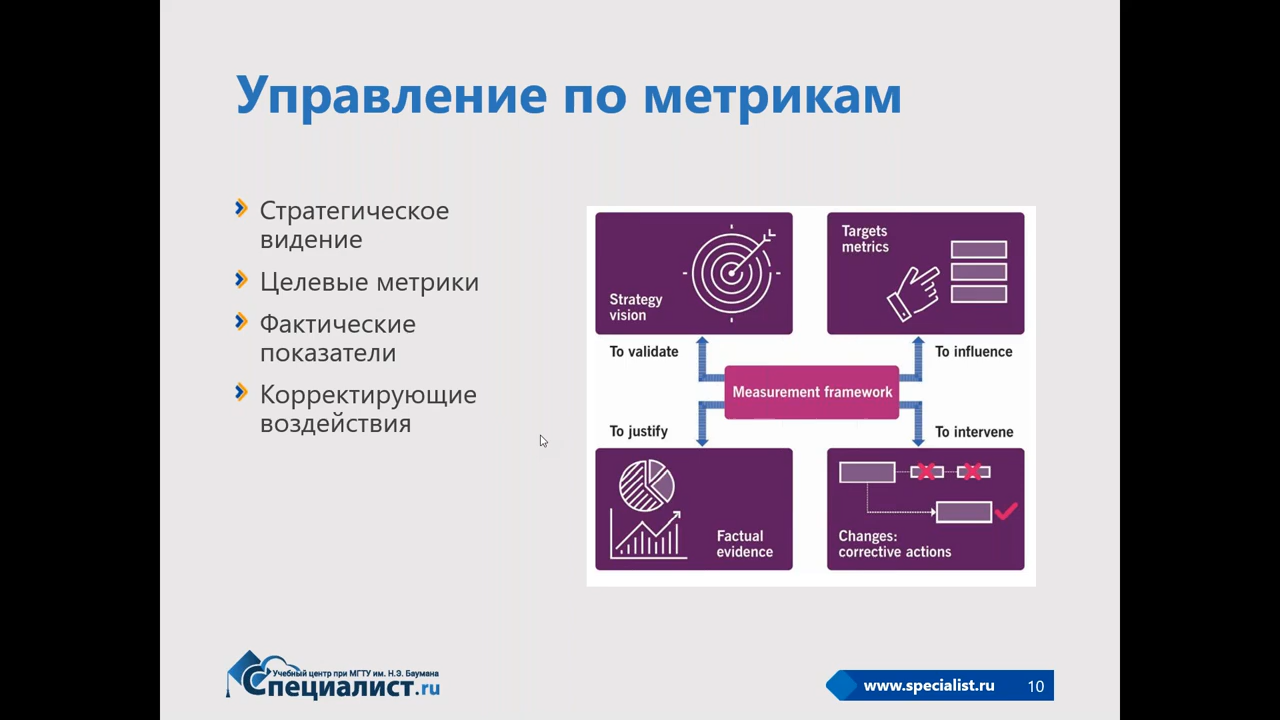 Управление по метрикам
Стратегическое
видение
Целевые метрики
Фактические
показатели
Корректирующие
воздействия
Strategy
vision
Targets
metrics
To validate
To influence
Measurement framework
To justify
To intervene
Factual
evidence
Changes:
corrective actions
Учебный центр при МГТУ им. Н.Э. Баумана
Специалист.ru
www.specialist.ru
10